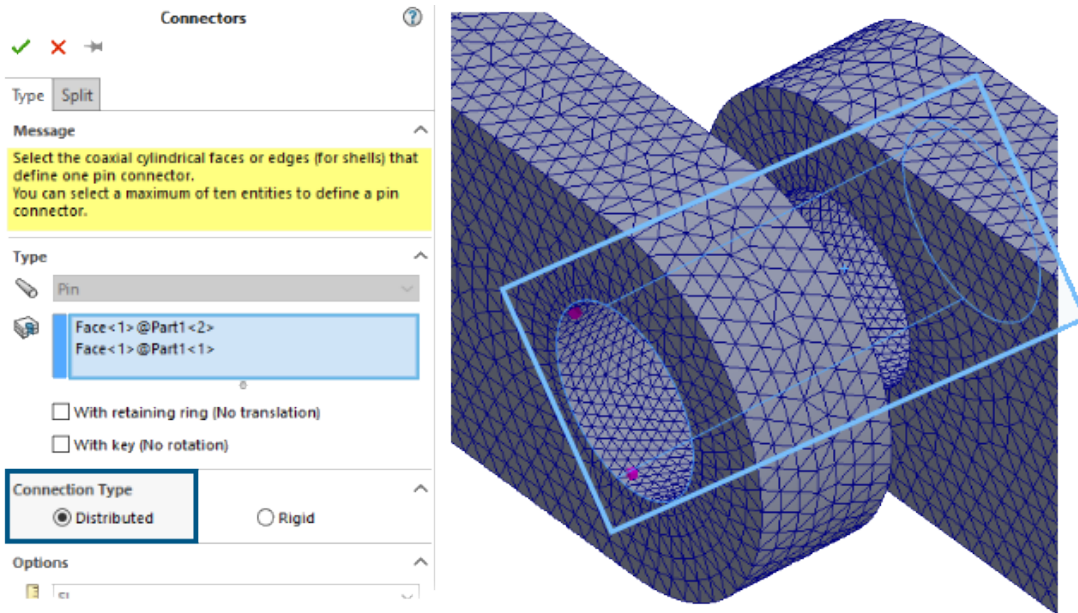 Connectors
?
Type Split
Message
Select the coaxial cylindrical faces or edges (for shells) that
define one pin connector.
You can select a maximum of ten entities to define a pin
connector.
Type
Pin
Face<1>@Part1<2>
Face<1>@Part1<1>
With retaining ring (No translation)
With key (No rotation)
Connection Type
Distributed Rigid
Options